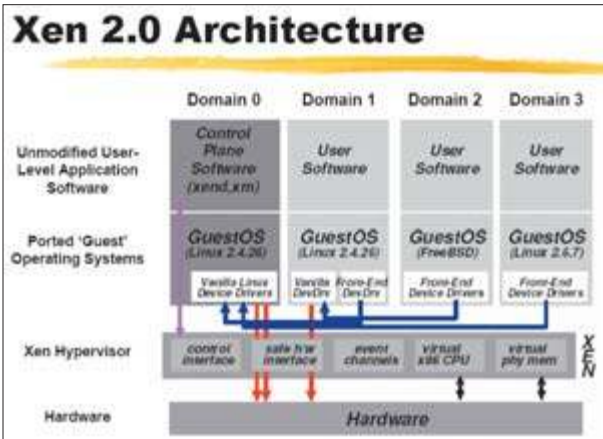 Xen 2.0 Architecture
Domain 0
Domain 1
Domain 2
Domain 3
Unmodified User-
Level Application
Software
Control
Plane
Software
(xend,xm)
User
Software
User
Software
User
Software
Ported 'Guest'
Operating Systems
GuestOS
(Linux 2.4.26)
GuestOS
(Linux 2.4.26)
GuestOS
(FreeBSD)
GuestOS
(Linux 2.6.7)
Vanilla Linux
Device Drivers
Vanilla
DevDrv
Front-End
DevDrv
Front-End
Device Drivers
Front-End
Device Drivers
Xen Hypervisor
control
interface
safe h/w
interface
event
channels
virtual
x86 CPU
virtual
phy mem
XEN
Hardware
Hardware